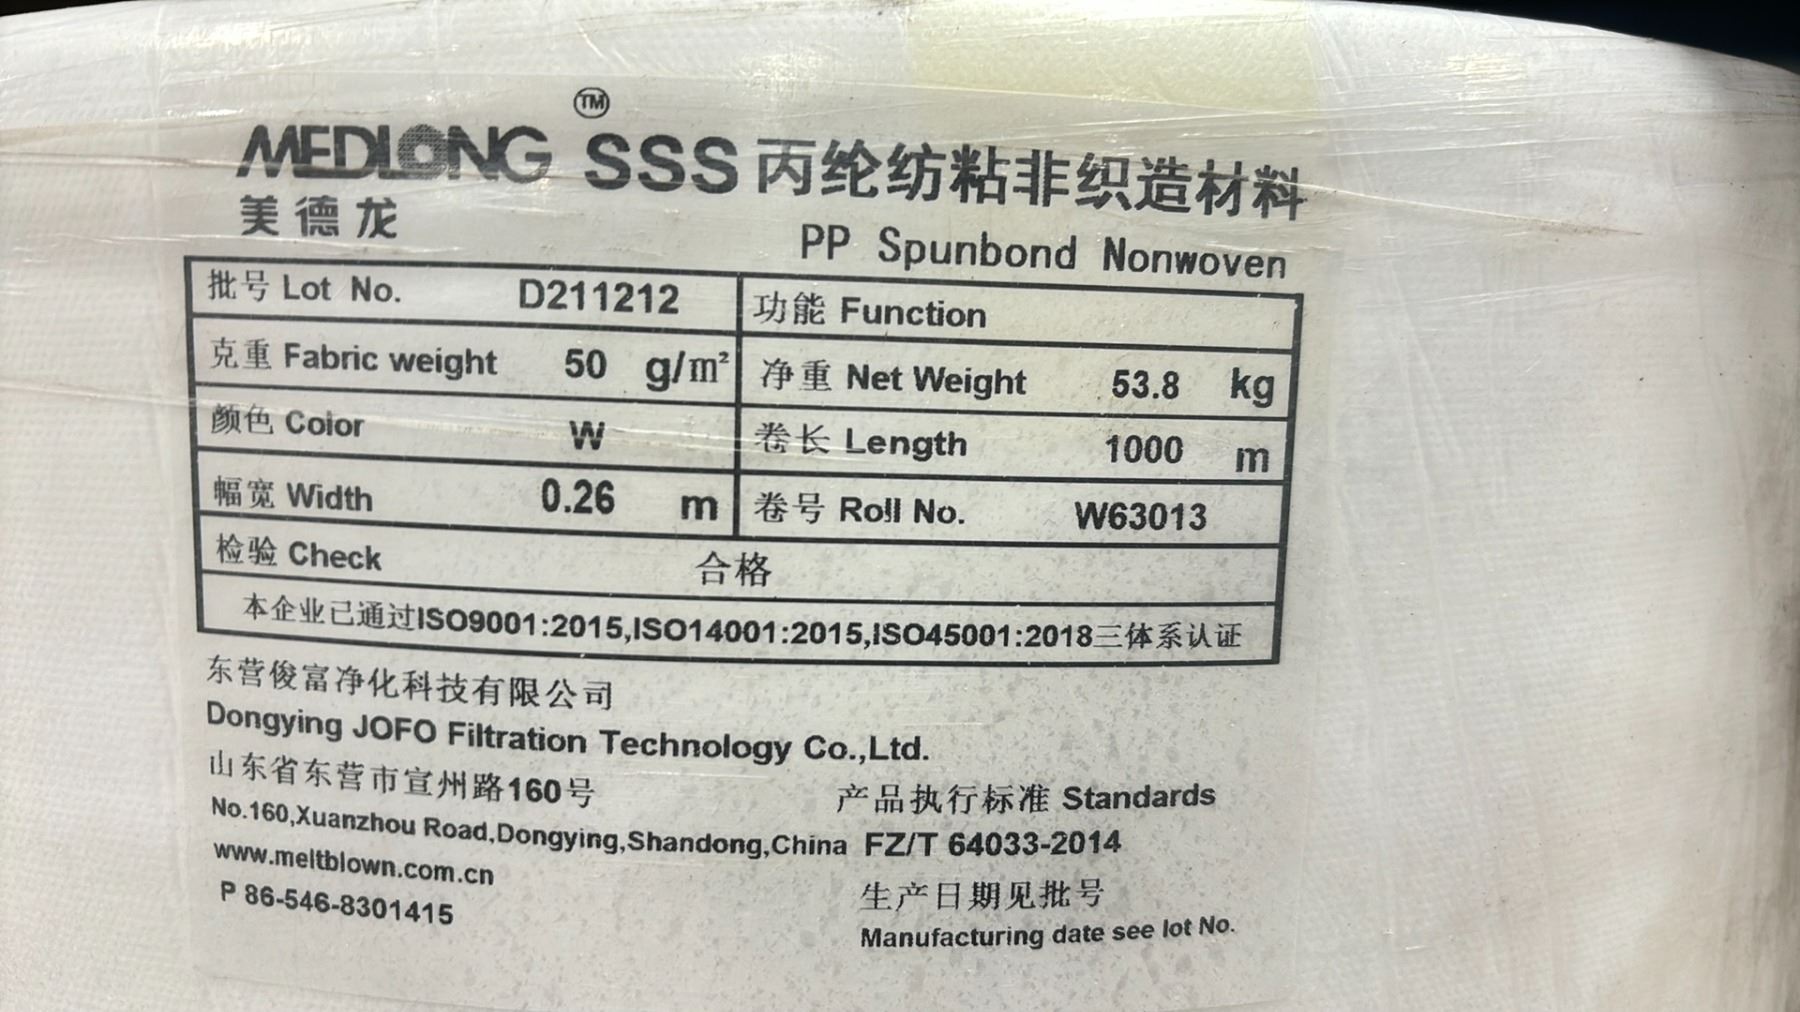 MEDLONG ™ SSS 丙纶纺粘非织造材料
美德龙
PP Spunbond Nonwoven
批号 Lot No. D211212 功能 Function
克重 Fabric weight 50 g/m² 净重 Net Weight 53.8 kg
颜色 Color W 卷长 Length 1000 m
幅宽 Width 0.26 m 卷号 Roll No. W63013
检验 Check 合格
本企业已通过ISO9001:2015,ISO14001:2015,ISO45001:2018三体系认证
东营俊富净化科技有限公司
Dongying JOFO Filtration Technology Co.,Ltd.
山东省东营市宣州路160号
No.160,Xuanzhou Road,Dongying,Shandong,China
www.meltblown.com.cn
P 86-546-8301415
产品执行标准 Standards
FZ/T 64033-2014
生产日期见批号
Manufacturing date see lot No.